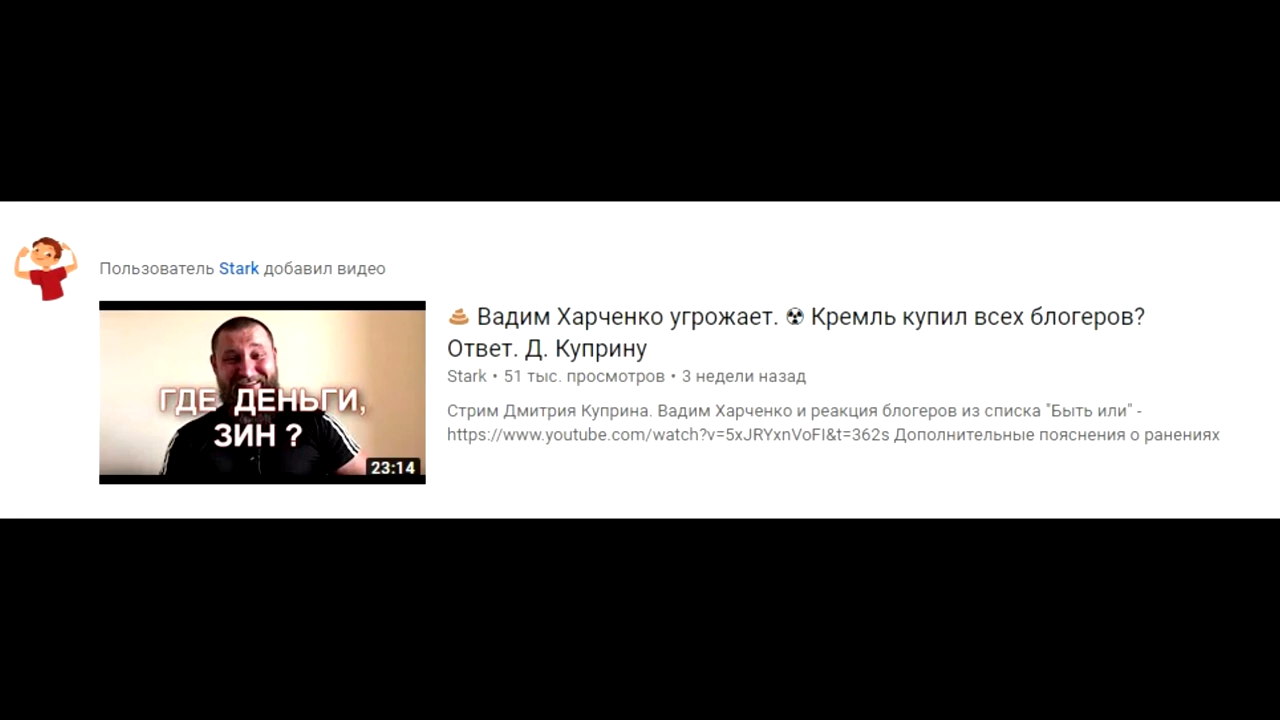 Пользователь Stark добавил видео
ГДЕ ДЕНЬГИ,
ЗИН ?
23:14
💩 Вадим Харченко угрожает. ☢ Кремль купил всех блогеров?
Ответ. Д. Куприну
Stark • 51 тыс. просмотров • 3 недели назад
Стрим Дмитрия Куприна. Вадим Харченко и реакция блогеров из списка "Быть или" -
https://www.youtube.com/watch?v=5xJRYxnVoFI&t=362s Дополнительные пояснения о ранениях